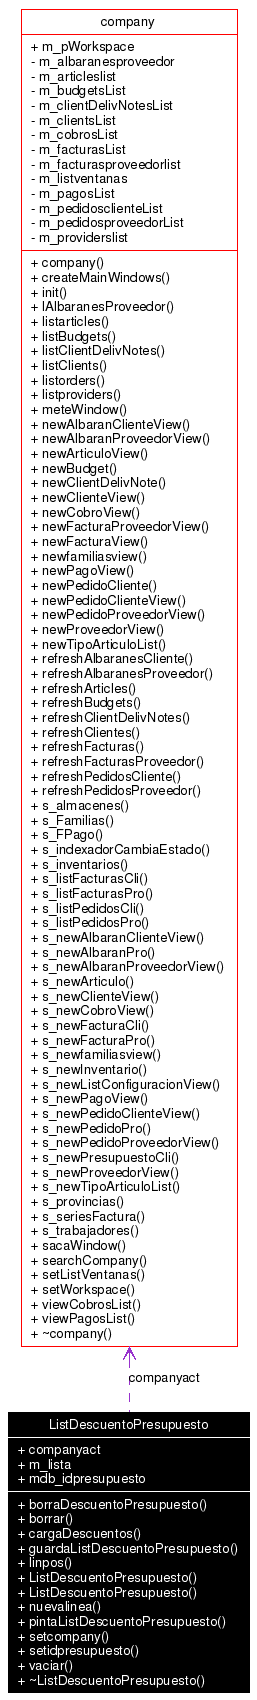 company
+ m_pWorkspace
- m_albaranesproveedor
- m_articleslist
- m_budgetsList
- m_clientDelivNotesList
- m_clientsList
- m_cobrosList
- m_facturasList
- m_facturasproveedorlist
- m_listventanas
- m_pagosList
- m_pedidosclienteList
- m_pedidosproveedorList
- m_providerslist
+ company()
+ createMainWindows()
+ init()
+ lAlbaranesProveedor()
+ listarticles()
+ listBudgets()
+ listClientDelivNotes()
+ listClients()
+ listorders()
+ listproviders()
+ meteWindow()
+ newAlbaranClienteView()
+ newAlbaranProveedorView()
+ newArticuloView()
+ newBudget()
+ newClientDelivNote()
+ newClienteView()
+ newCobroView()
+ newFacturaProveedorView()
+ newFacturaView()
+ newfamiliasview()
+ newPagoView()
+ newPedidoCliente()
+ newPedidoClienteView()
+ newPedidoProveedorView()
+ newProveedorView()
+ newTipoArticuloList()
+ refreshAlbaranesCliente()
+ refreshAlbaranesProveedor()
+ refreshArticles()
+ refreshBudgets()
+ refreshClientDelivNotes()
+ refreshClientes()
+ refreshFacturas()
+ refreshFacturasProveedor()
+ refreshPedidosCliente()
+ refreshPedidosProveedor()
+ s_almacenes()
+ s_Familias()
+ s_FPago()
+ s_indexadorCambiaEstado()
+ s_inventarios()
+ s_listFacturasCli()
+ s_listFacturasPro()
+ s_listPedidosCli()
+ s_listPedidosPro()
+ s_newAlbaranClienteView()
+ s_newAlbaranPro()
+ s_newAlbaranProveedorView()
+ s_newArticulo()
+ s_newClienteView()
+ s_newCobroView()
+ s_newFacturaCli()
+ s_newFacturaPro()
+ s_newfamiliasview()
+ s_newInventario()
+ s_newListConfiguracionView()
+ s_newPagoView()
+ s_newPedidoClienteView()
+ s_newPedidoPro()
+ s_newPedidoProveedorView()
+ s_newPresupuestoCli()
+ s_newProveedorView()
+ s_newTipoArticuloList()
+ s_provincias()
+ s_seriesFactura()
+ s_trabajadores()
+ sacaWindow()
+ searchCompany()
+ setListVentanas()
+ setWorkspace()
+ viewCobrosList()
+ viewPagosList()
+ ~company()
companyact
ListDescuentoPresupuesto
+ companyact
+ m_lista
+ mdb_idpresupuesto
+ borraDescuentoPresupuesto()
+ borrar()
+ cargaDescuentos()
+ guardaListDescuentoPresupuesto()
+ linpos()
+ ListDescuentoPresupuesto()
+ ListDescuentoPresupuesto()
+ nuevalinea()
+ pintaListDescuentoPresupuesto()
+ setcompany()
+ setidpresupuesto()
+ vaciar()
+ ~ListDescuentoPresupuesto()